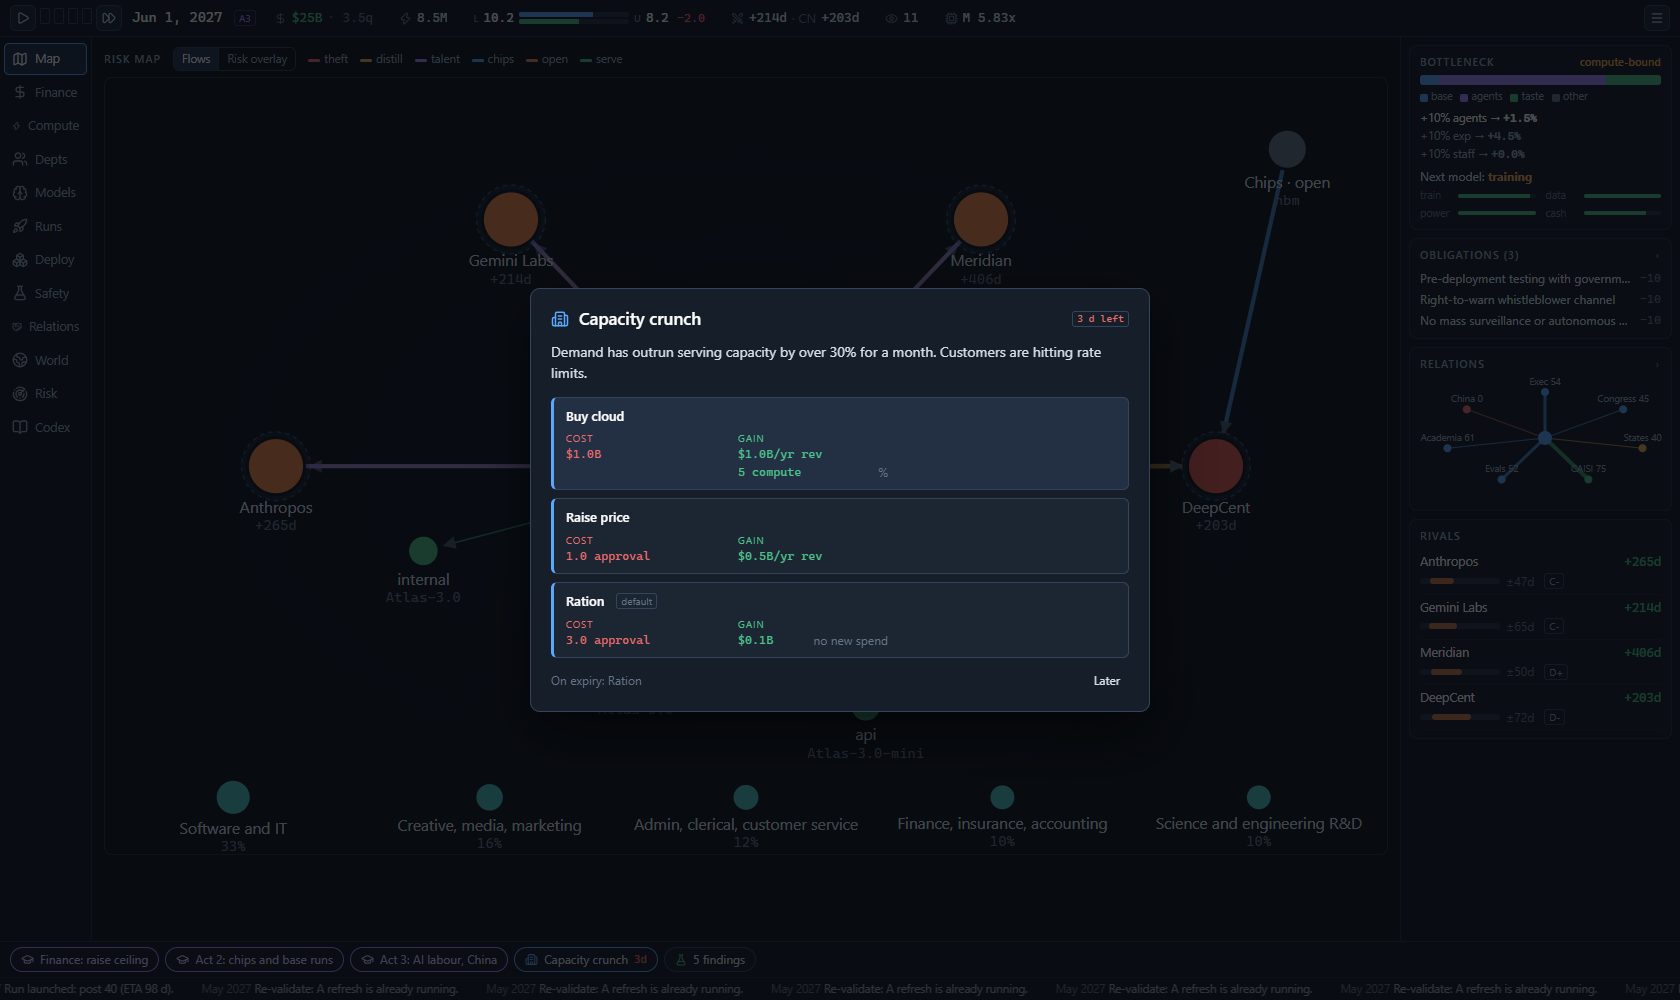 Jun 1, 2027 A3 $ $25B · 3.5q 8.5M L 10.2 U 8.2 −2.0 +214d · CN +203d 11 M 5.83x
Map
Finance
Compute
Depts
Models
Runs
Deploy
Safety
Relations
World
Risk
Codex
RISK MAP Flows Risk overlay theft distill talent chips open serve
Chips · open
hbm
Gemini Labs
+214d
Meridian
+406d
Anthropos
+265d
DeepCent
+203d
internal
Atlas-3.0
Capacity crunch 3 d left
Demand has outrun serving capacity by over 30% for a month. Customers are hitting rate
limits.
Buy cloud
COST GAIN
$1.0B $1.0B/yr rev
5 compute %
Raise price
COST GAIN
1.0 approval $0.5B/yr rev
Ration default
COST GAIN
3.0 approval $0.1B no new spend
On expiry: Ration Later
api
Atlas-3.0-mini
Software and IT
33%
Creative, media, marketing
16%
Admin, clerical, customer service
12%
Finance, insurance, accounting
10%
Science and engineering R&D
10%
BOTTLENECK compute-bound
base agents taste other
+10% agents → +1.5%
+10% exp → +4.5%
+10% staff → +0.0%
Next model: training
train data
power cash
OBLIGATIONS (3) ›
Pre-deployment testing with governm... −10
Right-to-warn whistleblower channel −10
No mass surveillance or autonomous ... −10
RELATIONS ›
Exec 54
China 0 Congress 45
Academia 61 States 40
Evals 52 CAISI 75
RIVALS
Anthropos +265d
±47d C-
Gemini Labs +214d
±65d C-
Meridian +406d
±50d D+
DeepCent +203d
±72d D-
Finance: raise ceiling Act 2: chips and base runs Act 3: AI labour, China Capacity crunch 3d 5 findings
Run launched: post 40 (ETA 98 d). May 2027 Re-validate: A refresh is already running. May 2027 Re-validate: A refresh is already running. May 2027 Re-validate: A refresh is already running. May 2027 Re-validate: A refresh is already running. May 2027 Re-validate: A refresh is already running. May 2027